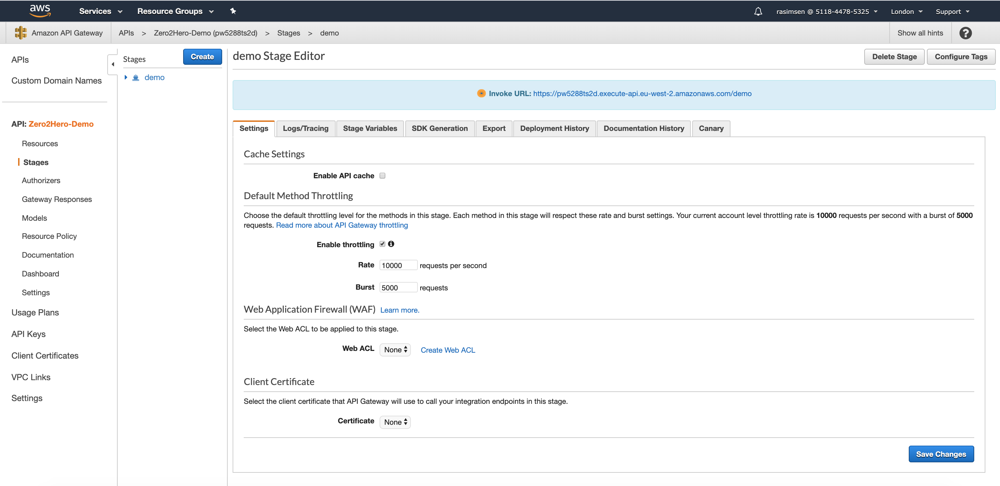 aws Services Resource Groups rasimsen @ 5118-4478-5325 London Support
Amazon API Gateway APIs > Zero2Hero-Demo (pw5288ts2d) > Stages > demo Show all hints ?
APIs
Custom Domain Names
API: Zero2Hero-Demo
Resources
Stages
Authorizers
Gateway Responses
Models
Resource Policy
Documentation
Dashboard
Settings
Usage Plans
API Keys
Client Certificates
VPC Links
Settings
Stages Create
demo
demo Stage Editor Delete Stage Configure Tags
Invoke URL: https://pw5288ts2d.execute-api.eu-west-2.amazonaws.com/demo
Settings Logs/Tracing Stage Variables SDK Generation Export Deployment History Documentation History Canary
Cache Settings
Enable API cache
Default Method Throttling
Choose the default throttling level for the methods in this stage. Each method in this stage will respect these rate and burst settings. Your current account level throttling rate is 10000 requests per second with a burst of 5000
requests. Read more about API Gateway throttling
Enable throttling
Rate 10000 requests per second
Burst 5000 requests
Web Application Firewall (WAF) Learn more.
Select the Web ACL to be applied to this stage.
Web ACL None Create Web ACL
Client Certificate
Select the client certificate that API Gateway will use to call your integration endpoints in this stage.
Certificate None
Save Changes